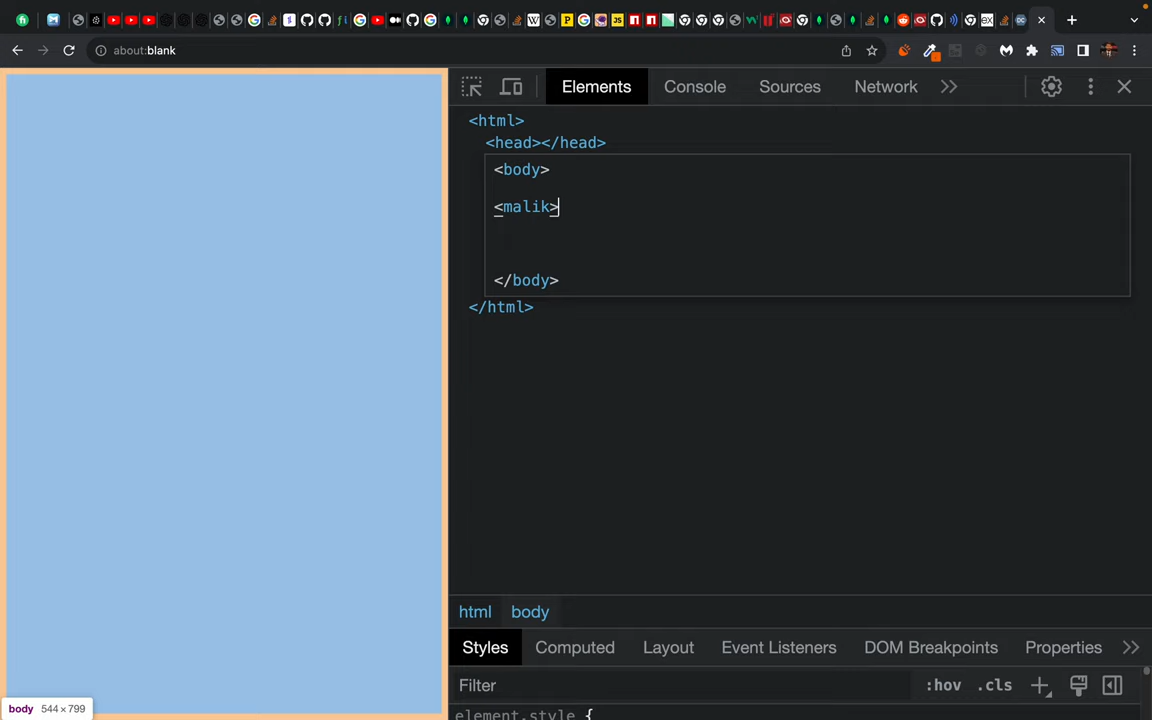 about:blank
Elements Console Sources Network
<html>
<head></head>
<body>
<malik>
</body>
</html>
html body
Styles Computed Layout Event Listeners DOM Breakpoints Properties
Filter :hov .cls
element.style {
body 544 × 799